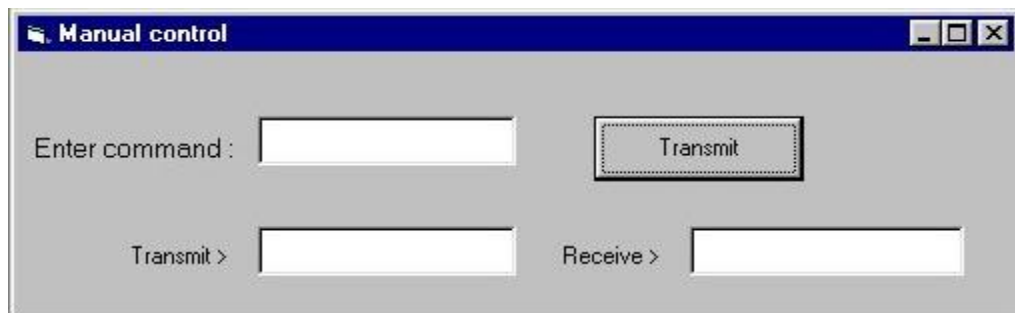 Manual control
Enter command : Transmit
Transmit > Receive >